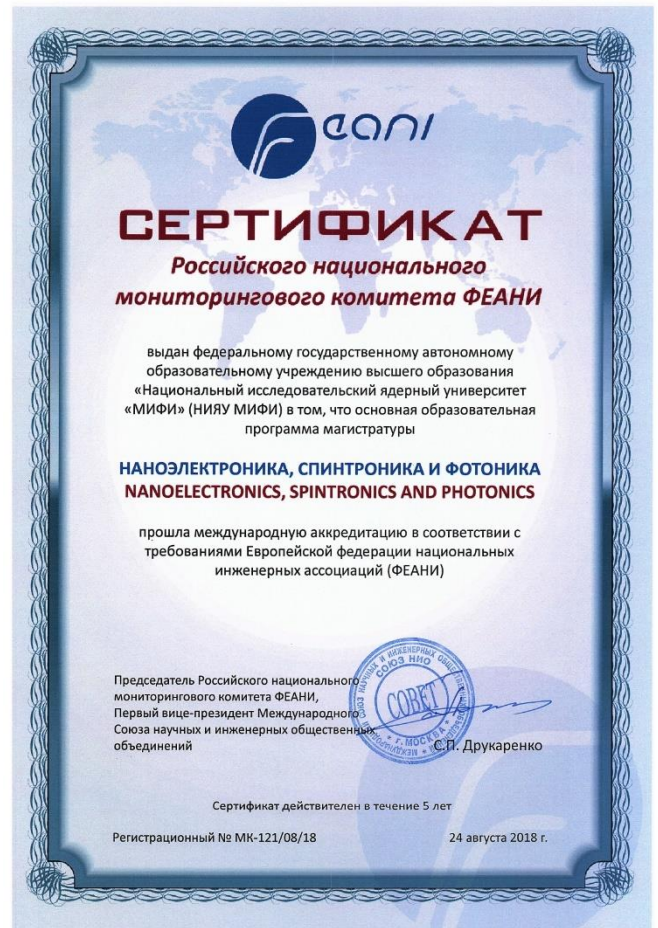 Feani
СЕРТИФИКАТ
Российского национального
мониторингового комитета ФЕАНИ
выдан федеральному государственному автономному
образовательному учреждению высшего образования
«Национальный исследовательский ядерный университет
«МИФИ» (НИЯУ МИФИ) в том, что основная образовательная
программа магистратуры
НАНОЭЛЕКТРОНИКА, СПИНТРОНИКА И ФОТОНИКА
NANOELECTRONICS, SPINTRONICS AND PHOTONICS
прошла международную аккредитацию в соответствии с
требованиями Европейской федерации национальных
инженерных ассоциаций (ФЕАНИ)
Председатель Российского национального
мониторингового комитета ФЕАНИ,
Первый вице-президент Международного
Союза научных и инженерных общественных
объединений
С.П. Друкаренко
СОЮЗ НИО
СОВЕТ
г. МОСКВА
Сертификат действителен в течение 5 лет
Регистрационный № МК-121/08/18
24 августа 2018 г.